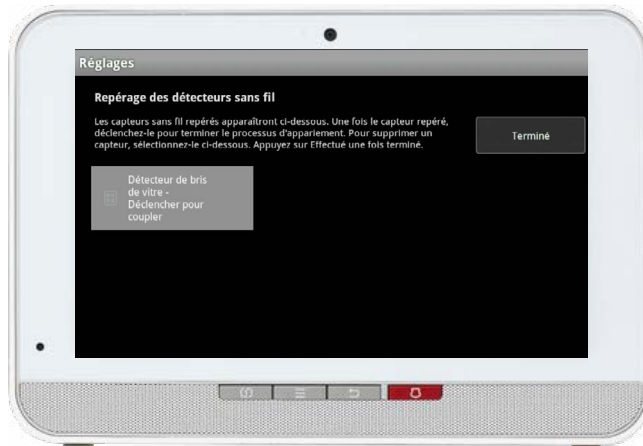 Réglages
Repérage des détecteurs sans fil
Les capteurs sans fil repérés apparaîtront ci-dessous. Une fois le capteur repéré,
déclenchez-le pour terminer le processus d'appariement. Pour supprimer un
capteur, sélectionnez-le ci-dessous. Appuyez sur Effectué une fois terminé.
Terminé
Détecteur de bris
de vitre -
Déclencher pour
coupler